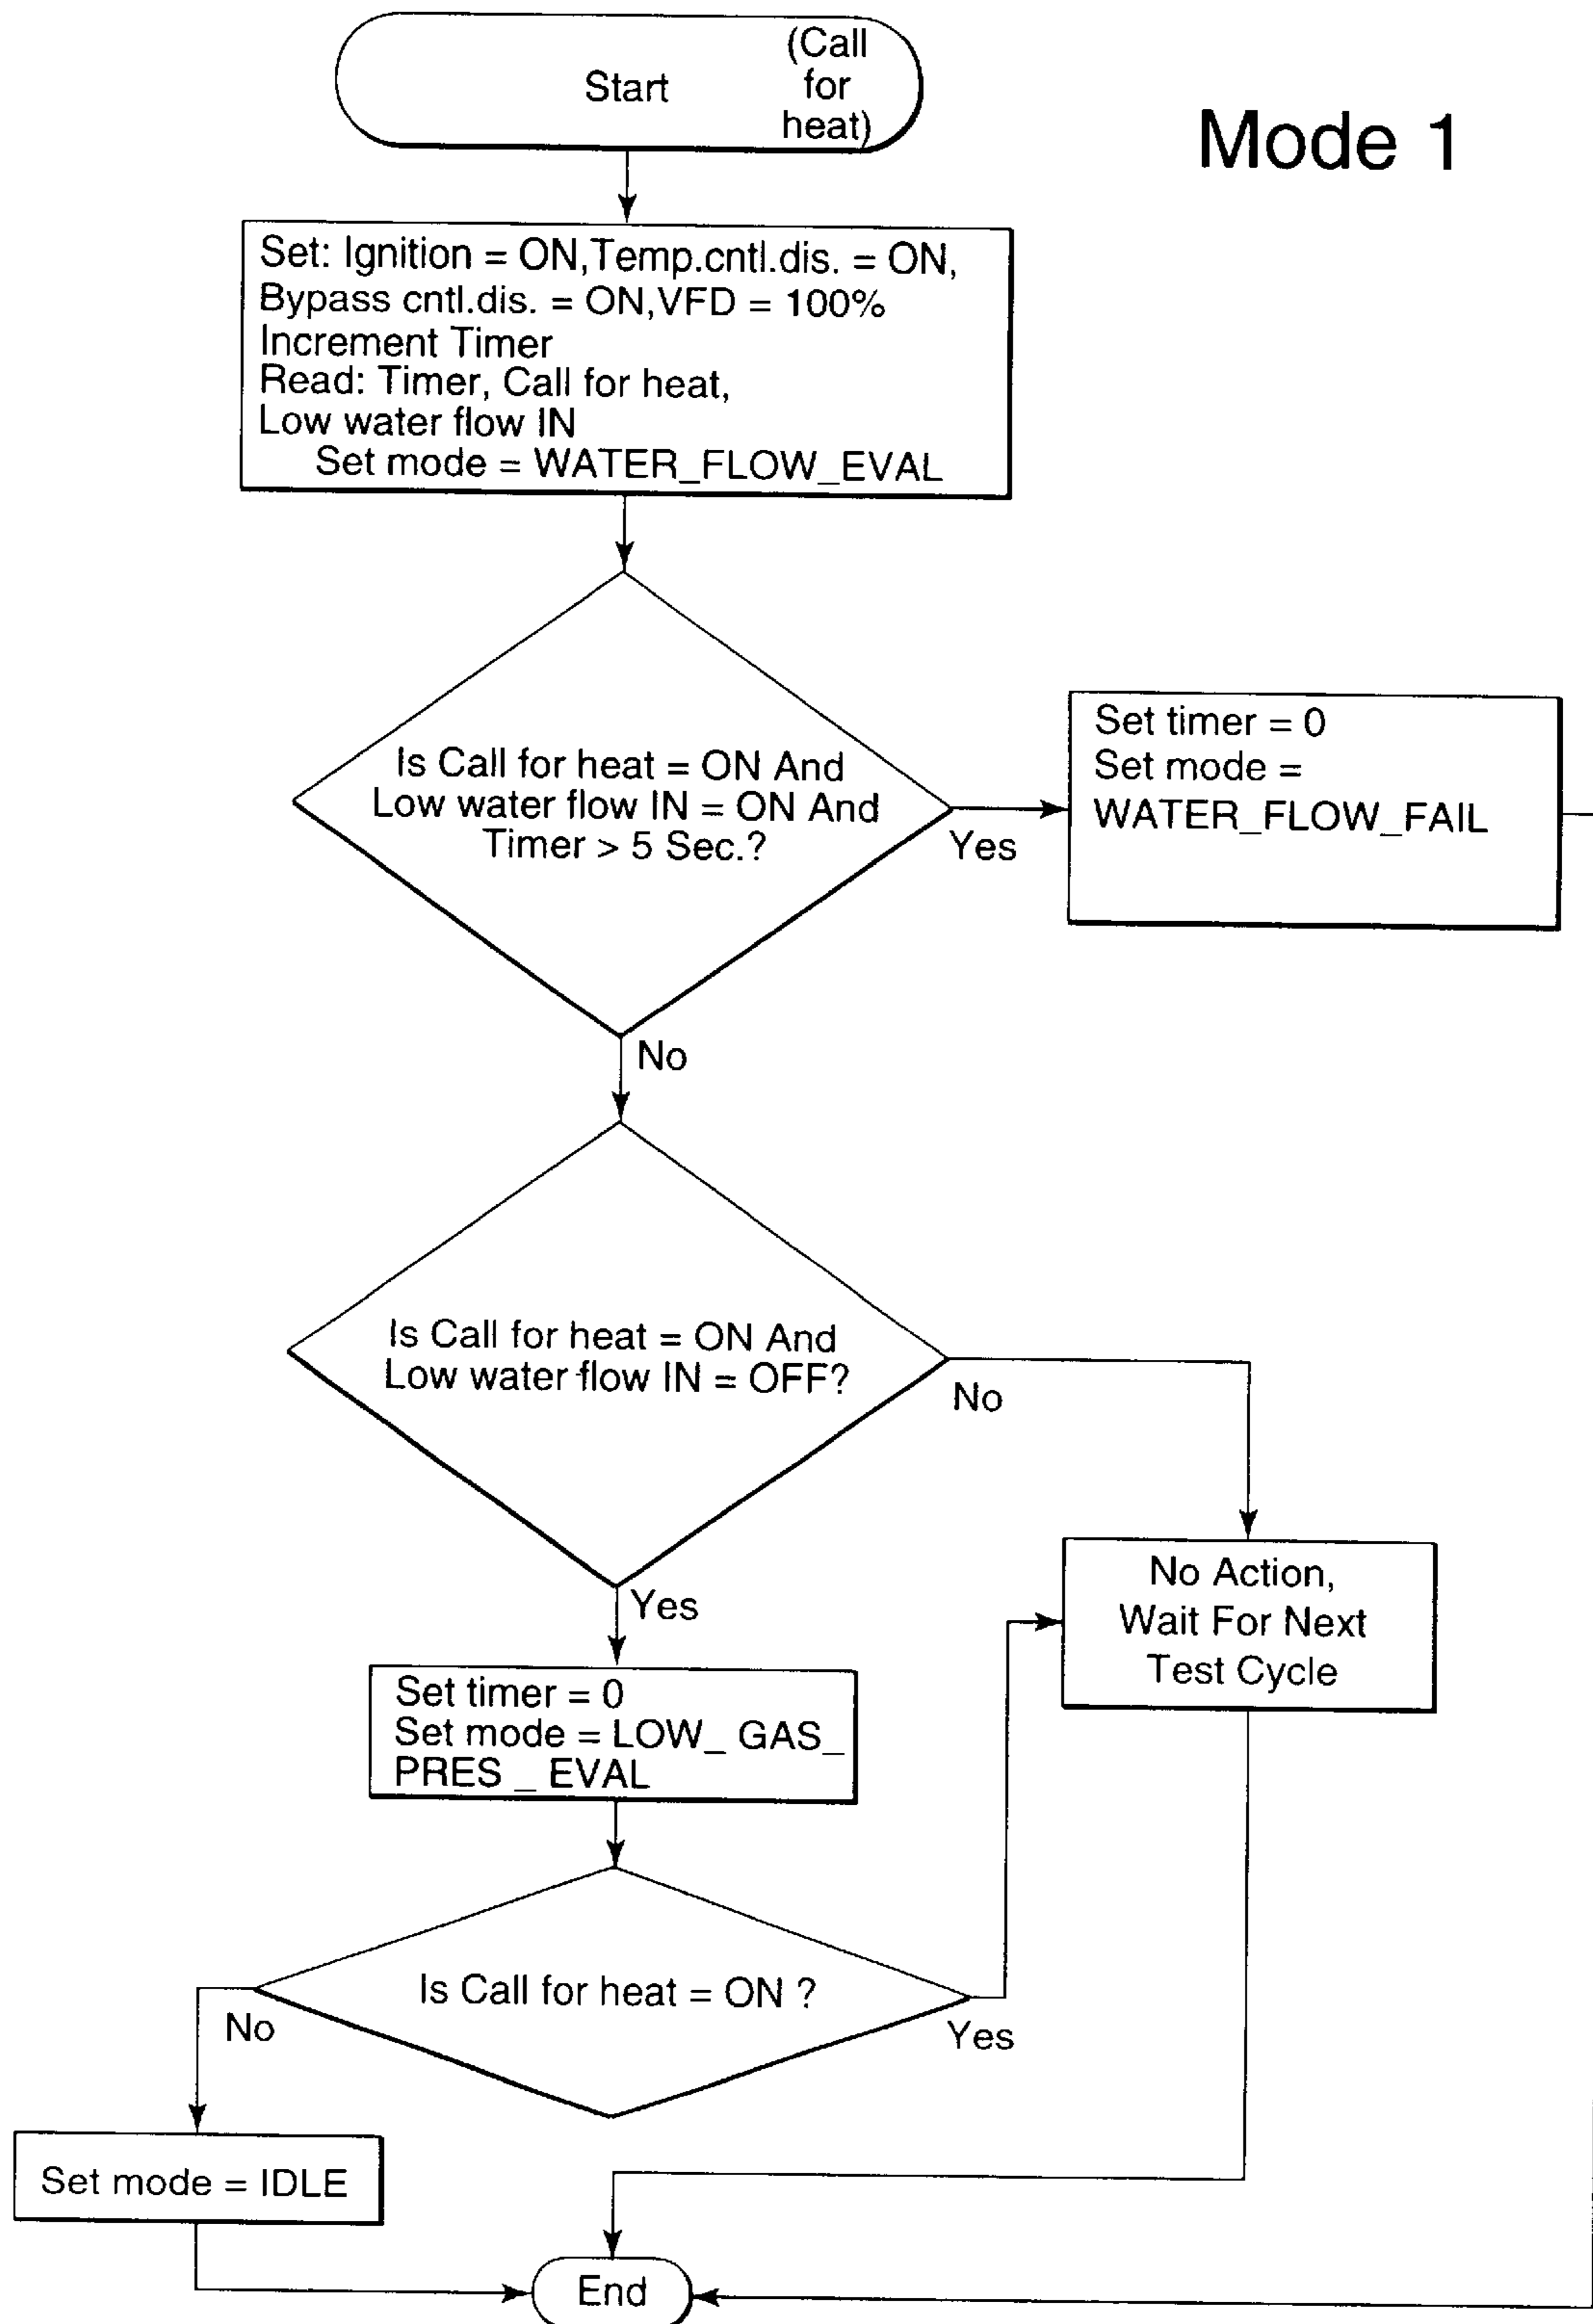 Start
(Call
for
heat)
Mode 1
Set: Ignition = ON,Temp.cntl.dis. = ON,
Bypass cntl.dis. = ON,VFD = 100%
Increment Timer
Read: Timer, Call for heat,
Low water flow IN
Set mode = WATER_FLOW_EVAL
Is Call for heat = ON And
Low water flow IN = ON And
Timer > 5 Sec.?
Yes
Set timer = 0
Set mode =
WATER_FLOW_FAIL
No
Is Call for heat = ON And
Low water flow IN = OFF?
No
Yes
No Action,
Wait For Next
Test Cycle
Set timer = 0
Set mode = LOW_ GAS_
PRES _ EVAL
Is Call for heat = ON ?
No
Yes
Set mode = IDLE
End